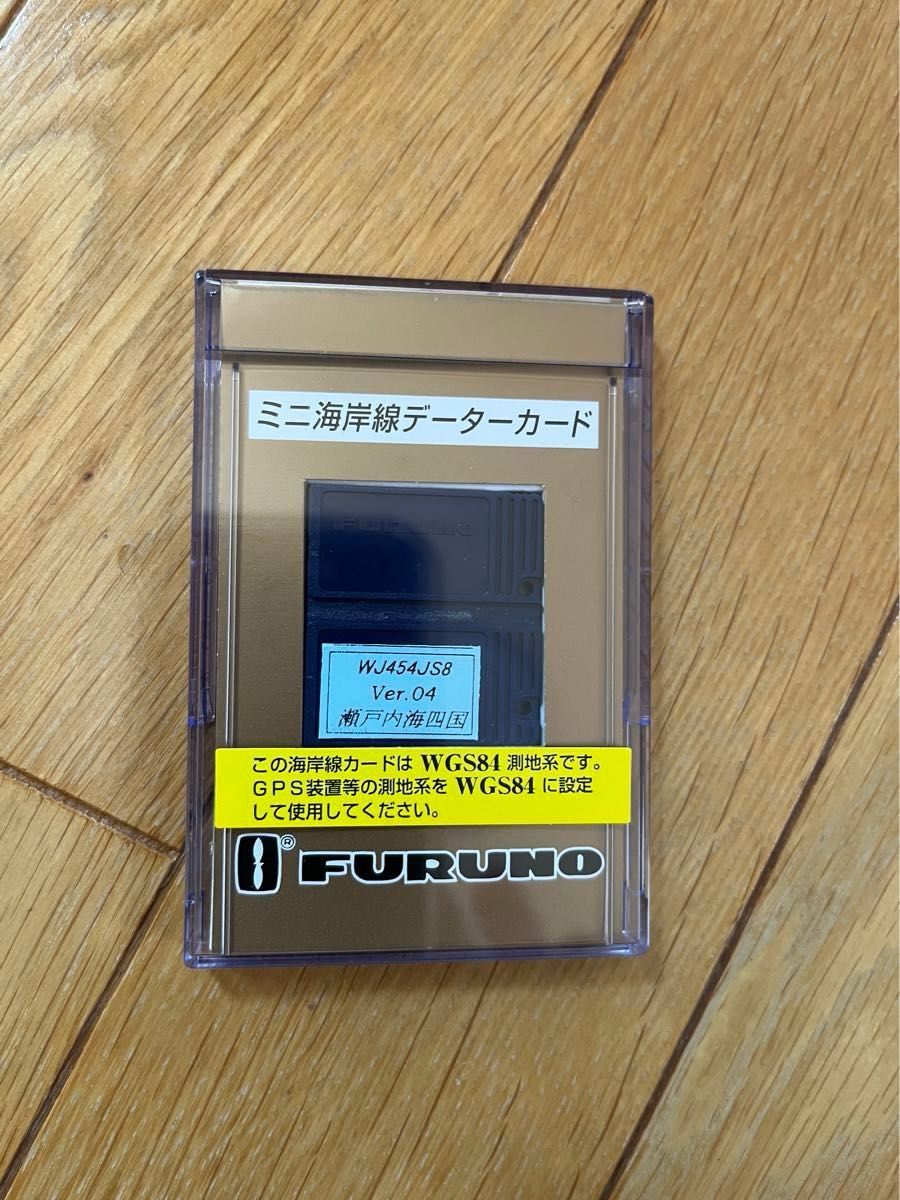 ミニ海岸線データーカード
FURUNO
WJ454JS8
Ver.04
瀬戸内海四国
この海岸線カードは WGS84 測地系です。
GPS装置等の測地系を WGS84 に設定
して使用してください。
® FURUNO